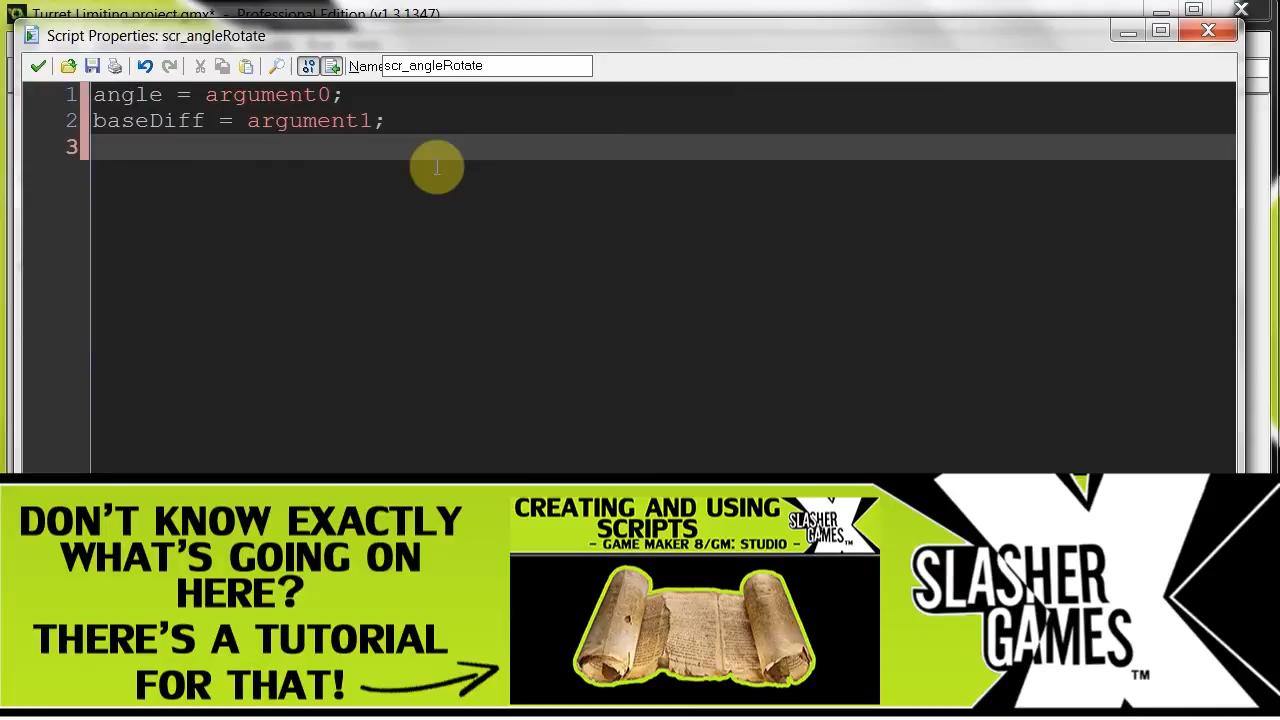 Turret Limiting project.gmx* - Professional Edition (v1.3.1347)
Script Properties: scr_angleRotate
Name scr_angleRotate
1 angle = argument0;
2 baseDiff = argument1;
3
DON'T KNOW EXACTLY
WHAT'S GOING ON
HERE?
THERE'S A TUTORIAL
FOR THAT!
CREATING AND USING
SCRIPTS
- GAME MAKER 8/GM: STUDIO -
SLASHER
GAMES™
X
SLASHER
GAMES
™